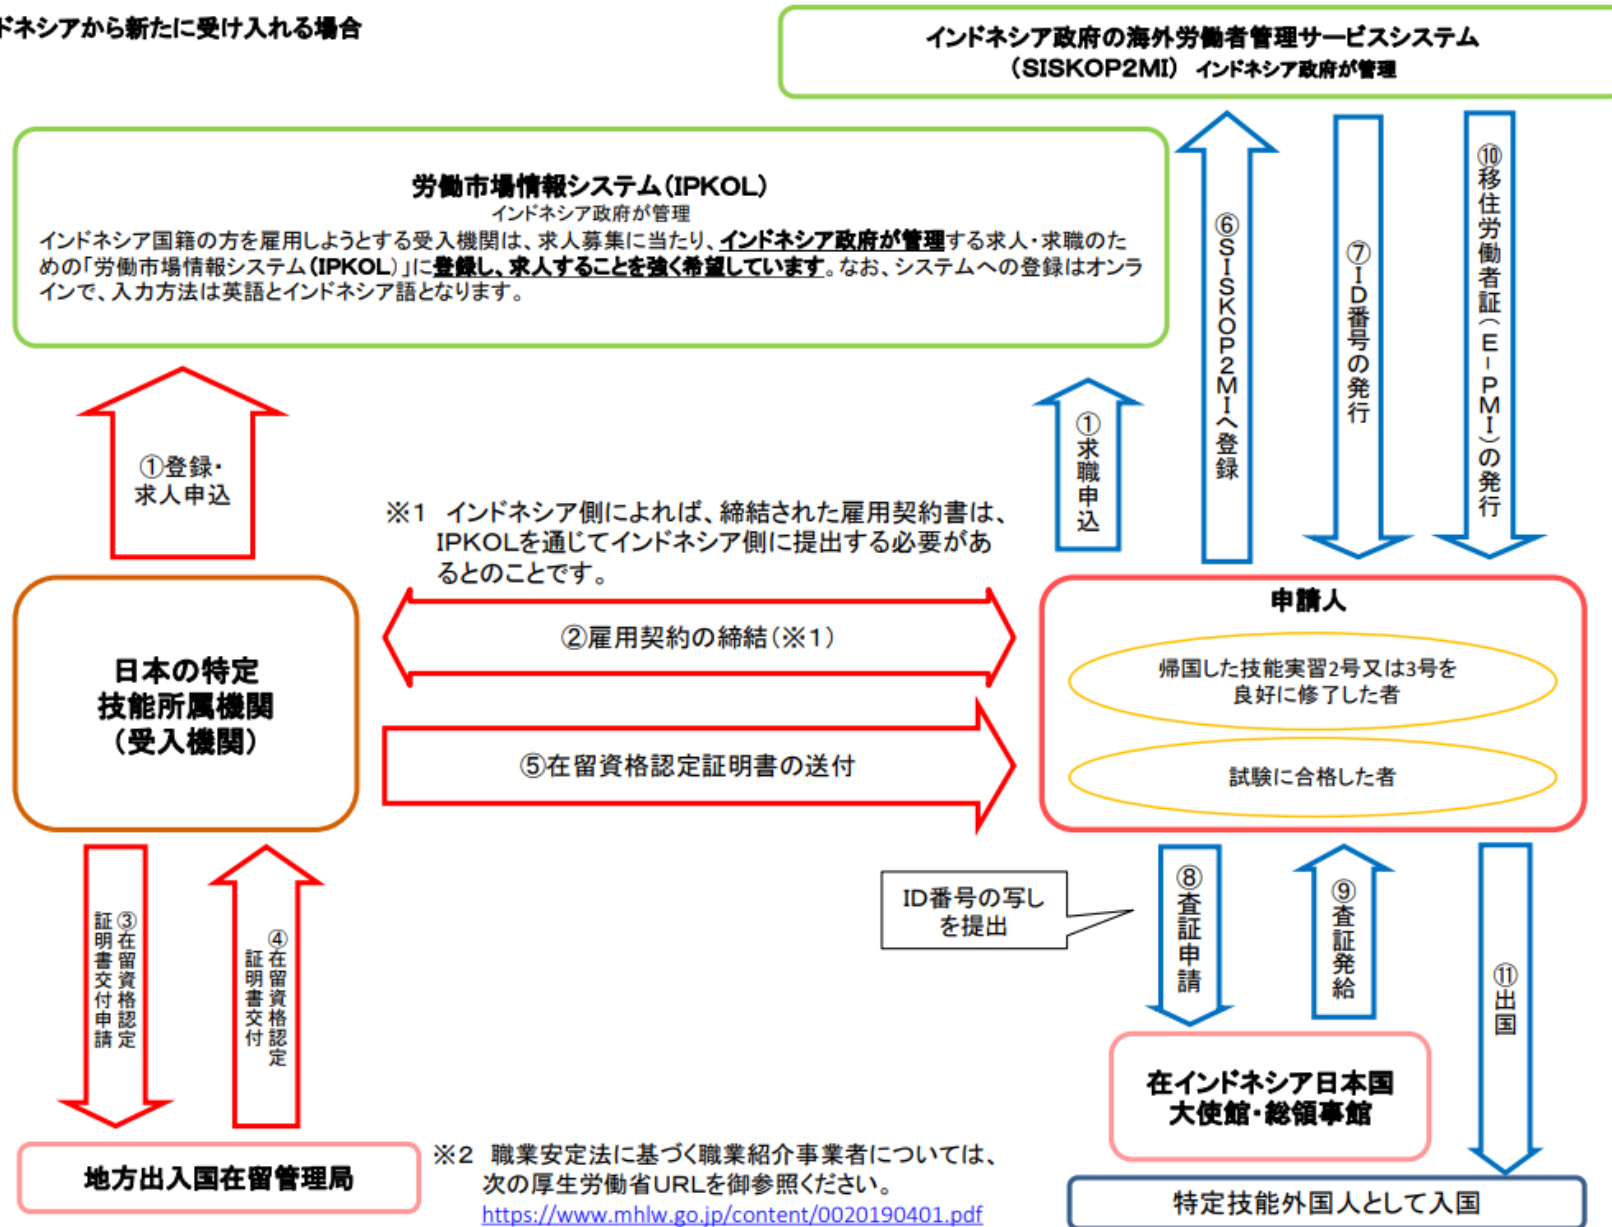 ドネシアから新たに受け入れる場合
インドネシア政府の海外労働者管理サービスシステム
（SISKOP2MI） インドネシア政府が管理
労働市場情報システム（IPKOL）
インドネシア政府が管理
インドネシア国籍の方を雇用しようとする受入機関は、求人募集に当たり、インドネシア政府が管理する求人・求職のた
めの「労働市場情報システム（IPKOL）」に登録し、求人することを強く希望しています。なお、システムへの登録はオンラ
インで、入力方法は英語とインドネシア語となります。
①登録・
求人申込
①求職申込
⑥SISKOP2MIへ登録
⑦ID番号の発行
⑩移住労働者証（E－PMI）の発行
※1 インドネシア側によれば、締結された雇用契約書は、
IPKOLを通じてインドネシア側に提出する必要があ
るとのことです。
②雇用契約の締結（※1）
日本の特定
技能所属機関
（受入機関）
⑤在留資格認定証明書の送付
申請人
帰国した技能実習2号又は3号を
良好に修了した者
試験に合格した者
③在留資格認定
証明書交付申請
④在留資格認定
証明書交付
ID番号の写し
を提出
⑧査証申請
⑨査証発給
⑪出国
在インドネシア日本国
大使館・総領事館
地方出入国在留管理局
※2 職業安定法に基づく職業紹介事業者については、
次の厚生労働省URLを御参照ください。
https://www.mhlw.go.jp/content/0020190401.pdf
特定技能外国人として入国